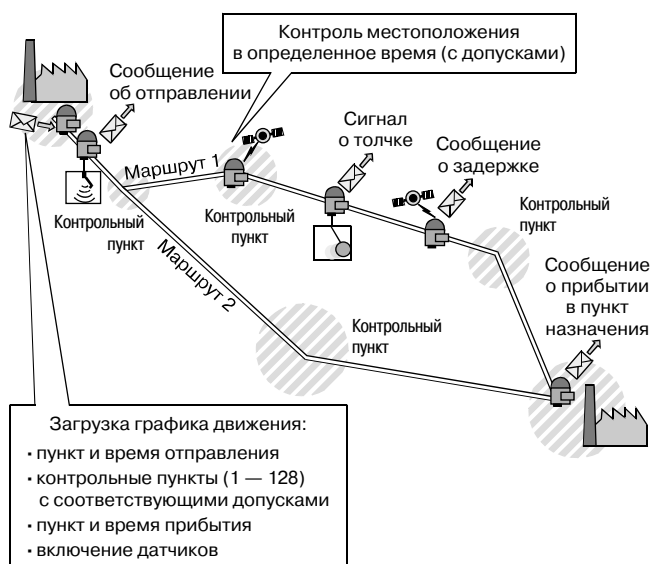 Контроль местоположения
в определенное время (с допусками)
Сообщение
об отправлении
Сигнал
о толчке
Сообщение
о задержке
Маршрут 1
Контрольный
пункт
Контрольный
пункт
Контрольный
пункт
Маршрут 2
Сообщение
о прибытии
в пункт
назначения
Контрольный
пункт
Загрузка графика движения:
· пункт и время отправления
· контрольные пункты (1 — 128)
с соответствующими допусками
· пункт и время прибытия
· включение датчиков